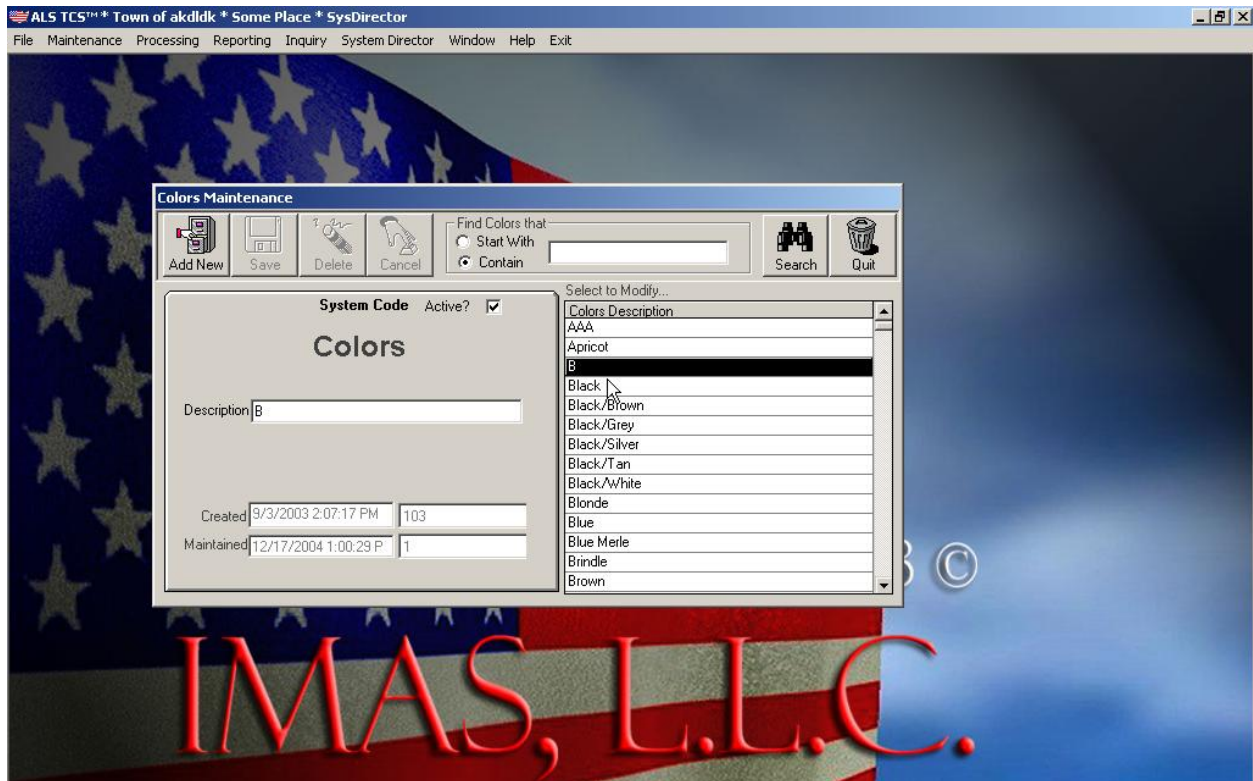 ALS TCS™ * Town of akdldk * Some Place * SysDirector
File Maintenance Processing Reporting Inquiry System Director Window Help Exit
Colors Maintenance
Add New
Save
Delete
Cancel
Find Colors that
Start With
Contain
Search
Quit
System Code Active?
Colors
Description B
Created 9/3/2003 2:07:17 PM 103
Maintained 12/17/2004 1:00:29 P 1
Select to Modify...
Colors Description
AAA
Apricot
B
Black
Black/Brown
Black/Grey
Black/Silver
Black/Tan
Black/White
Blonde
Blue
Blue Merle
Brindle
Brown
©
IMAS, L.L.C.